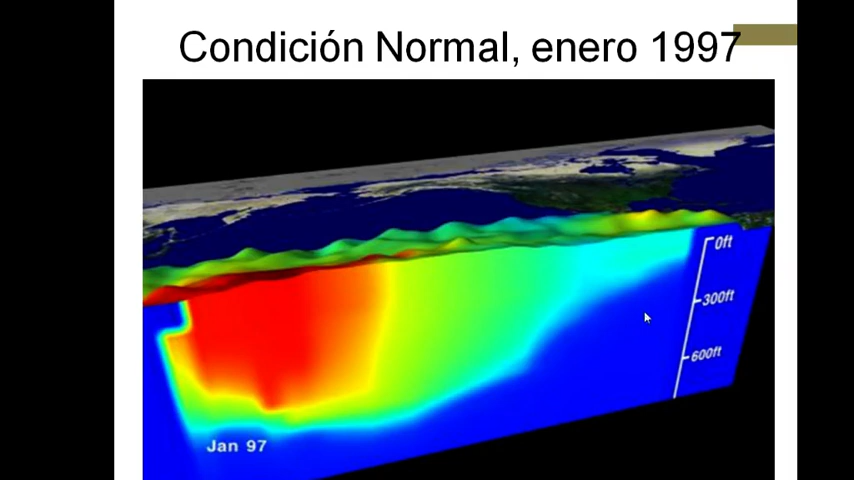 Condición Normal, enero 1997
0ft
300ft
600ft
Jan 97